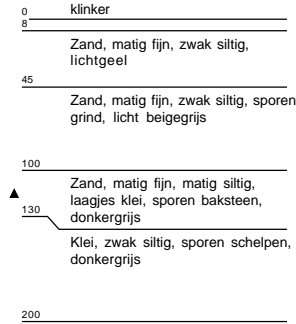 0 klinker
8
Zand, matig fijn, zwak siltig,
lichtgeel
45
Zand, matig fijn, zwak siltig, sporen
grind, licht beigegrijs
100
Zand, matig fijn, matig siltig,
laagjes klei, sporen baksteen,
donkergrijs
130
Klei, zwak siltig, sporen schelpen,
donkergrijs
200